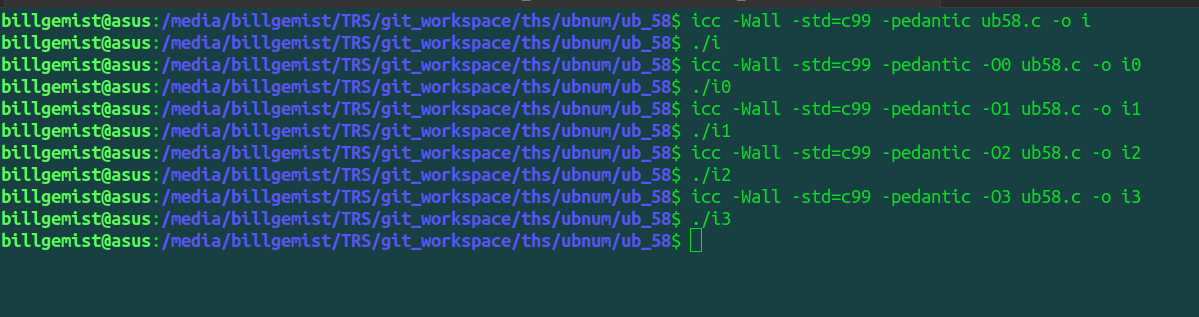 billgemist@asus:/media/billgemist/TRS/git_workspace/ths/ubnum/ub_58$ icc -Wall -std=c99 -pedantic ub58.c -o i
billgemist@asus:/media/billgemist/TRS/git_workspace/ths/ubnum/ub_58$ ./i
billgemist@asus:/media/billgemist/TRS/git_workspace/ths/ubnum/ub_58$ icc -Wall -std=c99 -pedantic -O0 ub58.c -o i0
billgemist@asus:/media/billgemist/TRS/git_workspace/ths/ubnum/ub_58$ ./i0
billgemist@asus:/media/billgemist/TRS/git_workspace/ths/ubnum/ub_58$ icc -Wall -std=c99 -pedantic -O1 ub58.c -o i1
billgemist@asus:/media/billgemist/TRS/git_workspace/ths/ubnum/ub_58$ ./i1
billgemist@asus:/media/billgemist/TRS/git_workspace/ths/ubnum/ub_58$ icc -Wall -std=c99 -pedantic -O2 ub58.c -o i2
billgemist@asus:/media/billgemist/TRS/git_workspace/ths/ubnum/ub_58$ ./i2
billgemist@asus:/media/billgemist/TRS/git_workspace/ths/ubnum/ub_58$ icc -Wall -std=c99 -pedantic -O3 ub58.c -o i3
billgemist@asus:/media/billgemist/TRS/git_workspace/ths/ubnum/ub_58$ ./i3
billgemist@asus:/media/billgemist/TRS/git_workspace/ths/ubnum/ub_58$